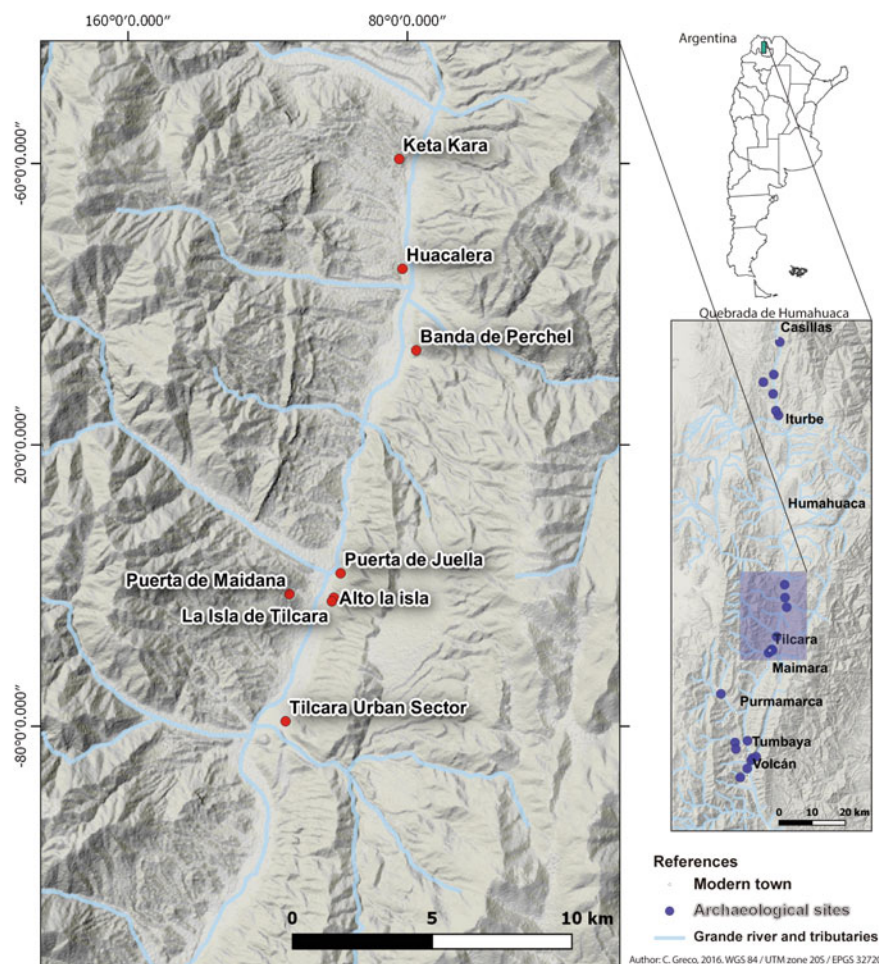 160°0'0.000"
80°0'0.000"
-60°0'0.000"
20°0'0.000"
-80°0'0.000"
Keta Kara
Huacalera
Banda de Perchel
Puerta de Juella
Puerta de Maidana
Alto la isla
La Isla de Tilcara
Tilcara Urban Sector
0 5 10 km
Argentina
Quebrada de Humahuaca
Casillas
Iturbe
Humahuaca
Tilcara
Maimara
Purmamarca
Tumbaya
Volcán
0 10 20 km
References
Modern town
Archaeological sites
Grande river and tributaries
Author: C. Greco, 2016. WGS 84 / UTM zone 20S / EPGS 32720